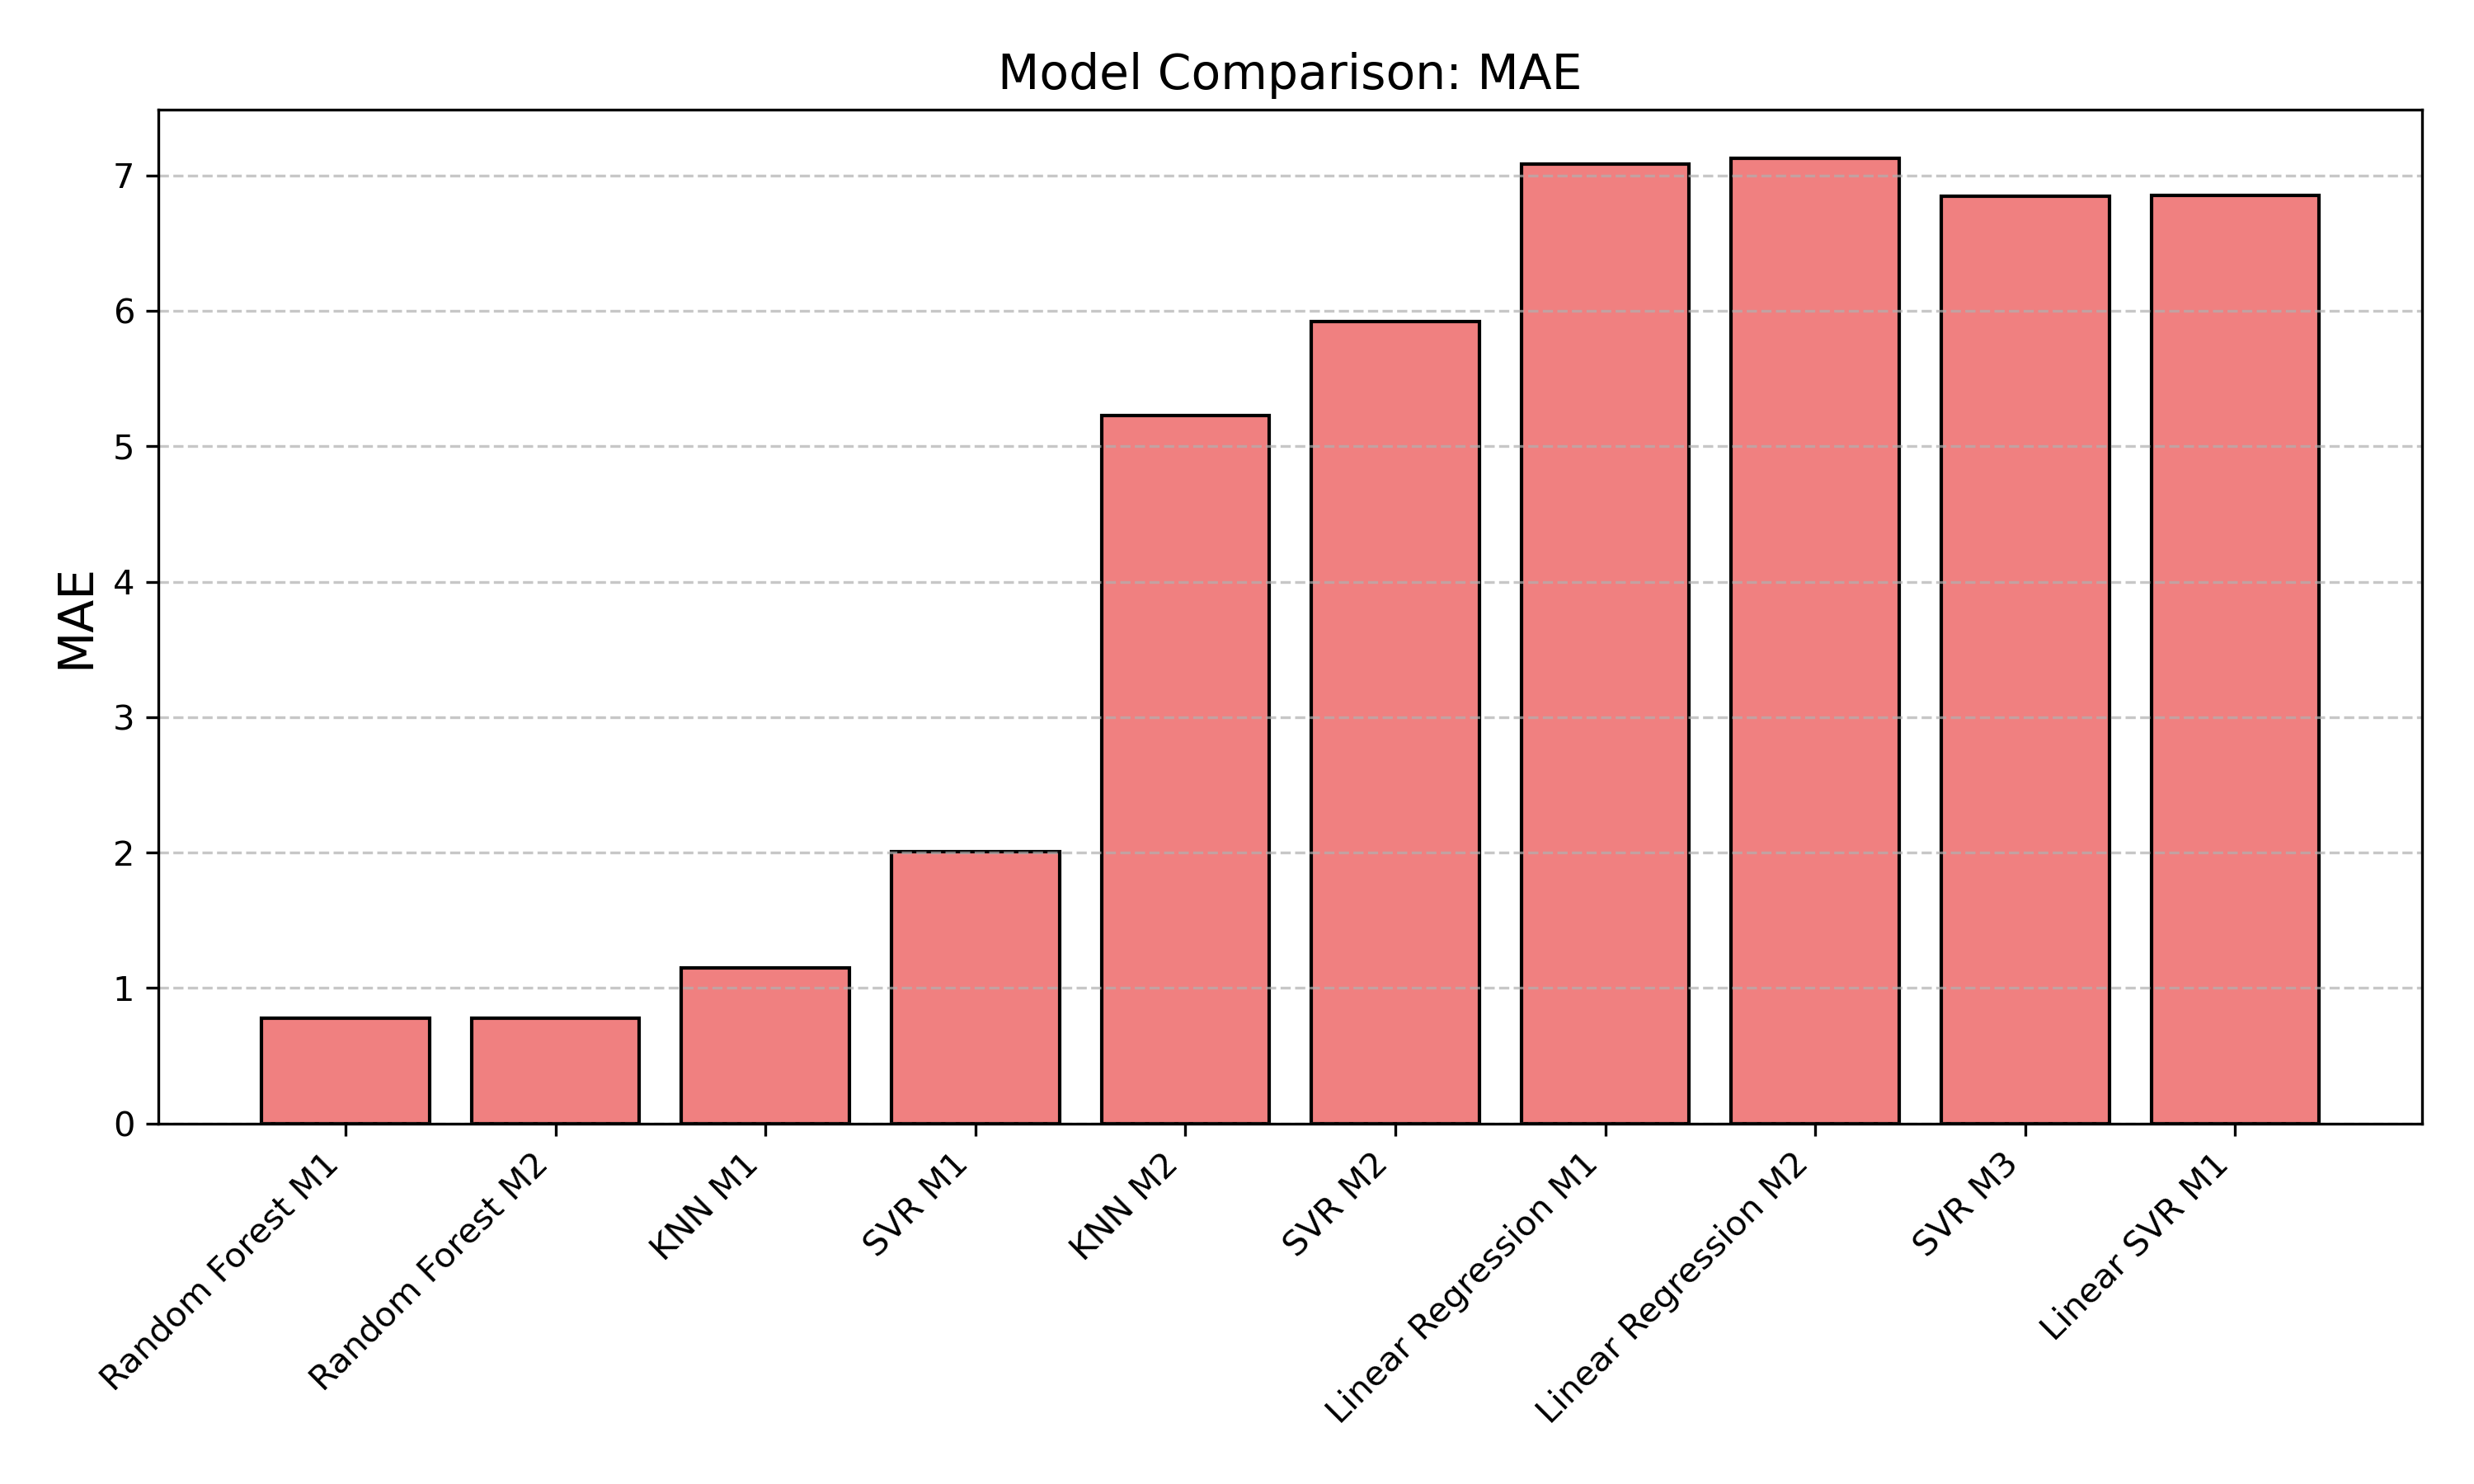 Model Comparison: MAE
MAE
7
6
5
4
3
2
1
0
Random Forest M1
Random Forest M2
KNN M1
SVR M1
KNN M2
SVR M2
Linear Regression M1
Linear Regression M2
SVR M3
Linear SVR M1